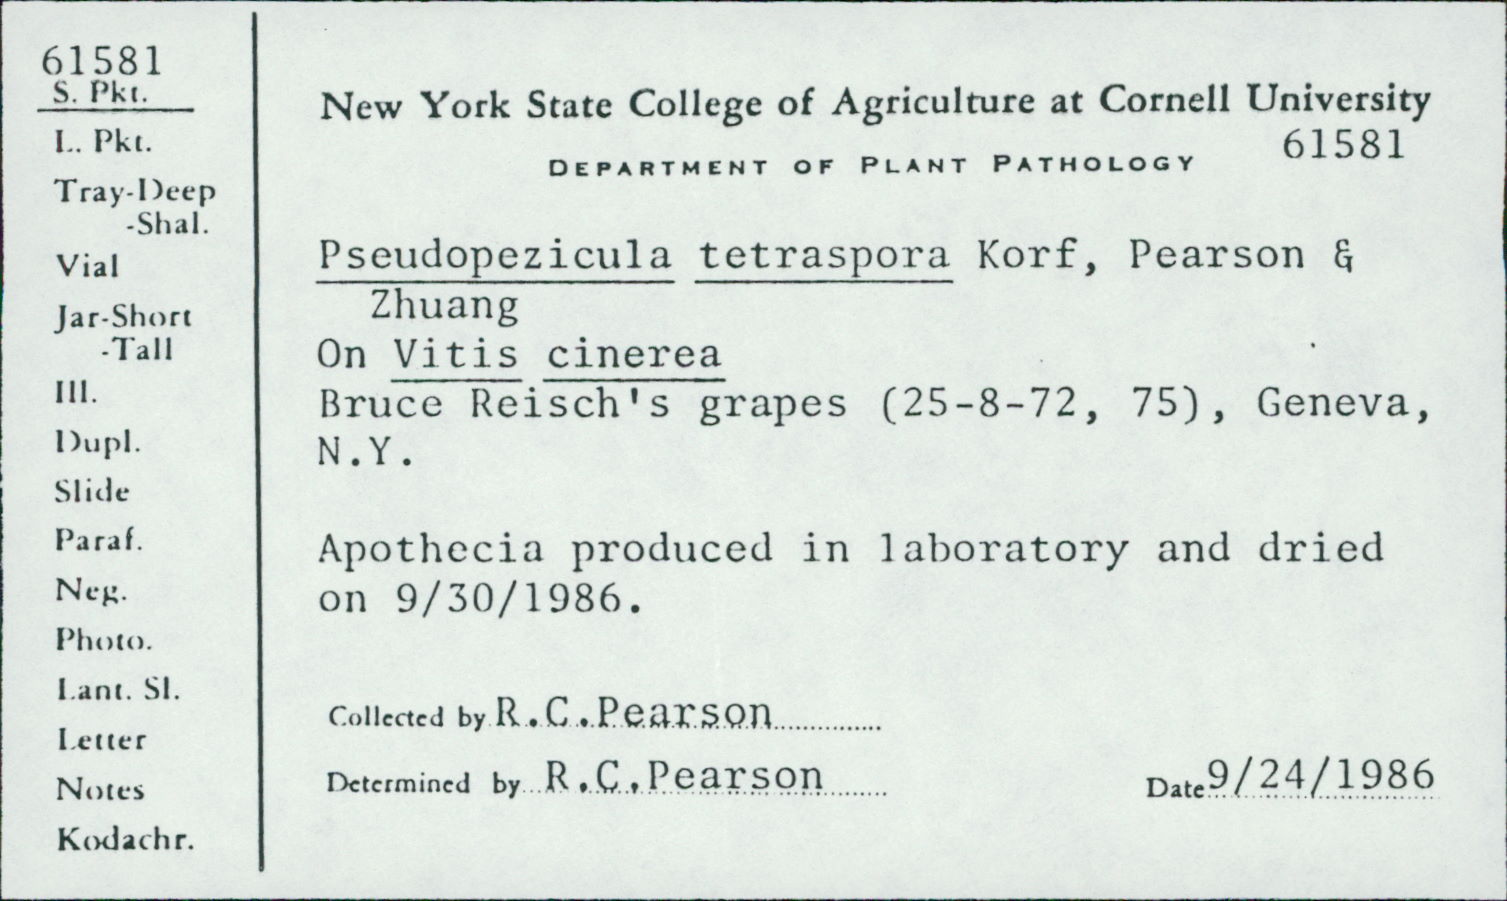 61581
S. Pkt.
L. Pkt.
Tray-Deep
-Shal.
Vial
Jar-Short
-Tall
Ill.
Dupl.
Slide
Paraf.
Neg.
Photo.
Lant. Sl.
Letter
Notes
Kodachr.
New York State College of Agriculture at Cornell University
61581
DEPARTMENT OF PLANT PATHOLOGY
Pseudopezicula tetraspora Korf, Pearson &
Zhuang
On Vitis cinerea
Bruce Reisch's grapes (25-8-72, 75), Geneva,
N.Y.
Apothecia produced in laboratory and dried
on 9/30/1986.
Collected by R.C.Pearson
Determined by R.C.Pearson
Date 9/24/1986